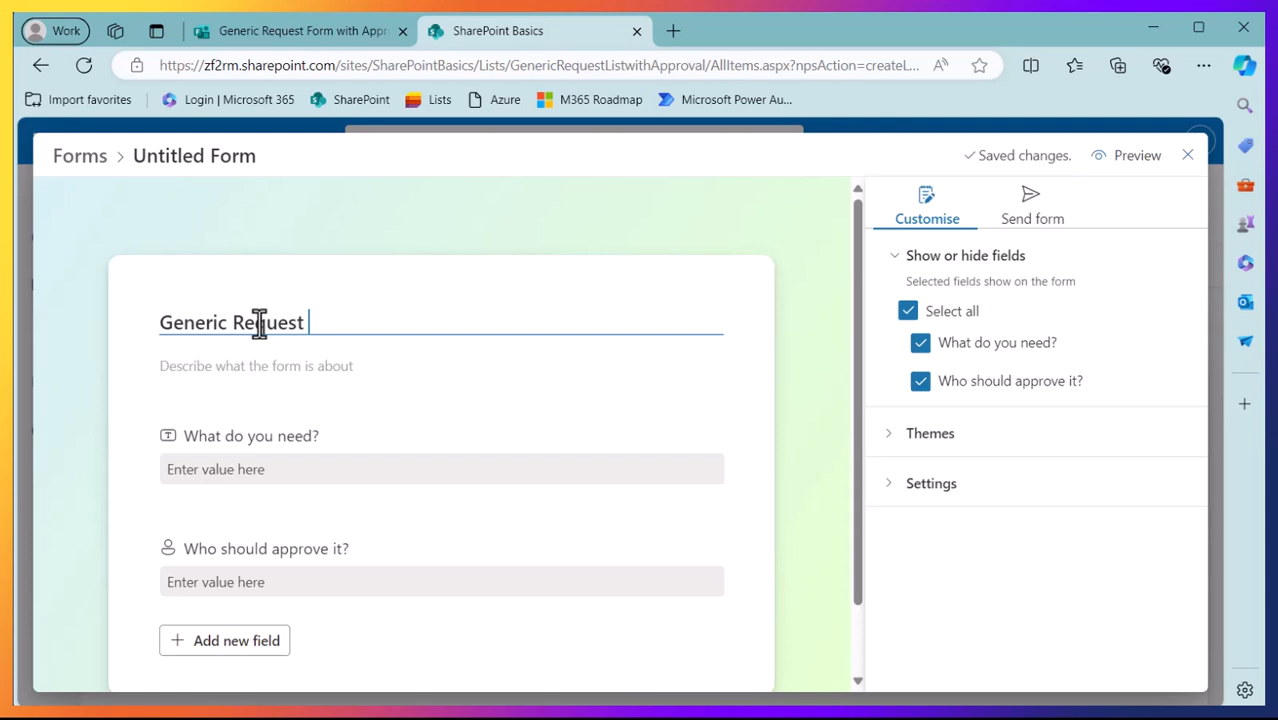 Work
Generic Request Form with Appr
SharePoint Basics
https://zf2rm.sharepoint.com/sites/SharePointBasics/Lists/GenericRequestListwithApproval/AllItems.aspx?npsAction=createL...
Import favorites
Login | Microsoft 365
SharePoint
Lists
Azure
M365 Roadmap
Microsoft Power Au...
Forms > Untitled Form
Saved changes.
Preview
Customise
Send form
Show or hide fields
Selected fields show on the form
Select all
What do you need?
Who should approve it?
Themes
Settings
Generic Request
Describe what the form is about
What do you need?
Enter value here
Who should approve it?
Enter value here
Add new field